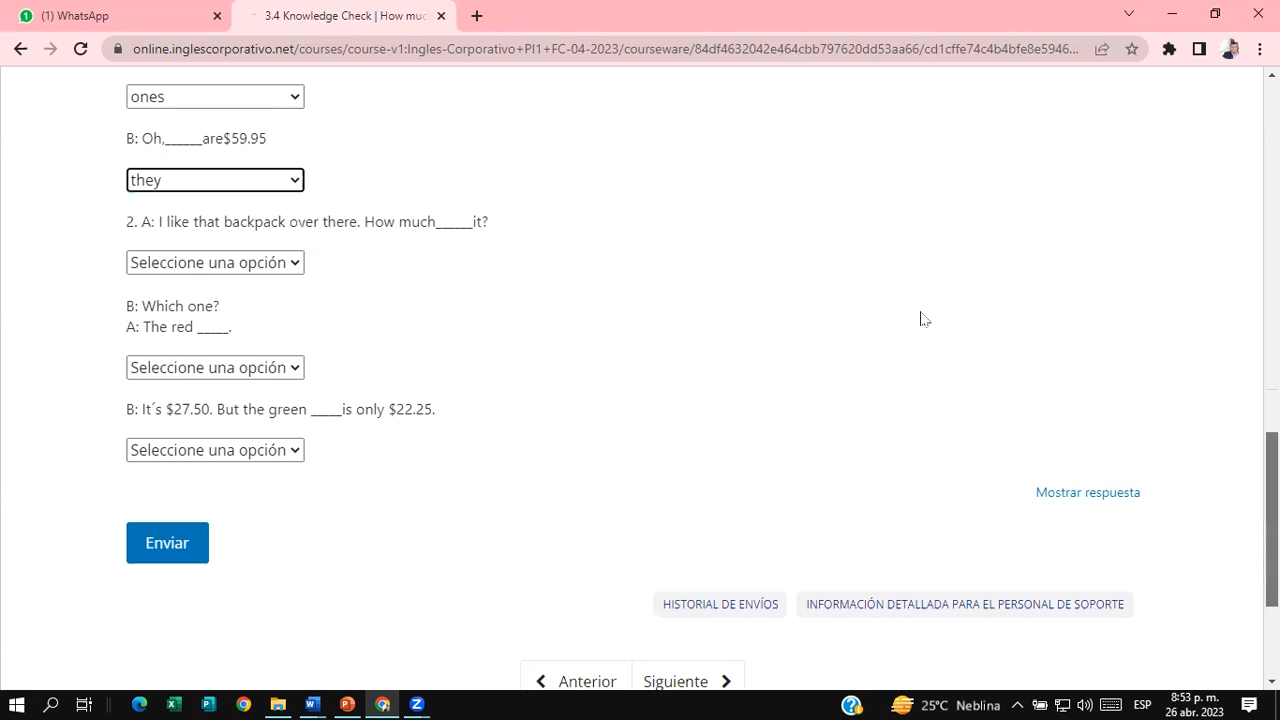 (1) WhatsApp
3.4 Knowledge Check | How muc
online.inglescorporativo.net/courses/course-v1:Ingles-Corporativo+PI1+FC-04-2023/courseware/84df4632042e464cbb797620dd53aa66/cd1cffe74c4b4bfe8e5946...
ones
B: Oh,______are$59.95
they
2. A: I like that backpack over there. How much______it?
Seleccione una opción
B: Which one?
A: The red _____.
Seleccione una opción
B: It´s $27.50. But the green _____is only $22.25.
Seleccione una opción
Mostrar respuesta
Enviar
HISTORIAL DE ENVÍOS
INFORMACIÓN DETALLADA PARA EL PERSONAL DE SOPORTE
Anterior
Siguiente
25°C Neblina
ESP
8:53 p. m.
26 abr. 2023